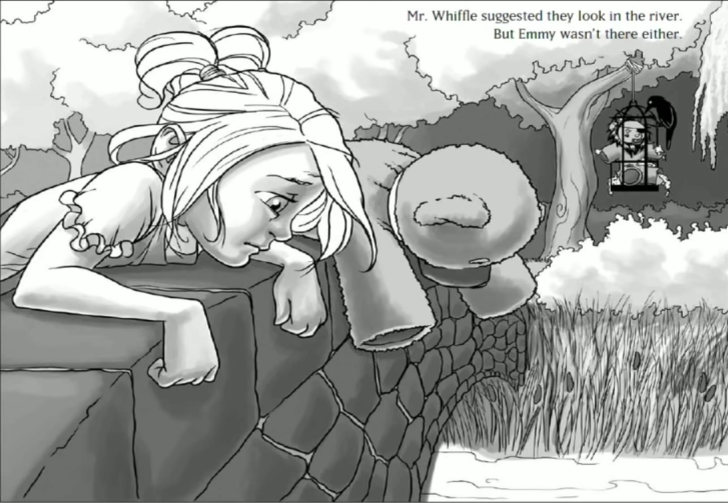 Mr. Whiffle suggested they look in the river.
But Emmy wasn't there either.